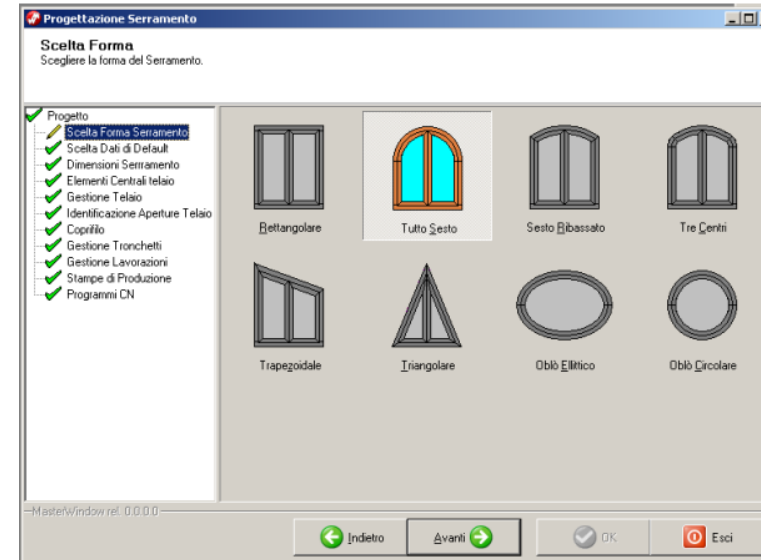 Progettazione Serramento
Scelta Forma
Scegliere la forma del Serramento.
Progetto
Scelta Forma Serramento
Scelta Dati di Default
Dimensioni Serrramento
Elementi Centrali telaio
Gestione Telaio
Identificazione Aperture Telaio
Coprifilo
Gestione Tronchetti
Gestione Lavorazioni
Stampe di Produzione
Programmi CN
Rettangolare
Tutto Sesto
Sesto Ribassato
Tre Centri
Trapezoidale
Triangolare
Oblò Ellittico
Oblò Circolare
MasterWindow rel. 0.0.0.0
Indietro
Avanti
OK
Esci